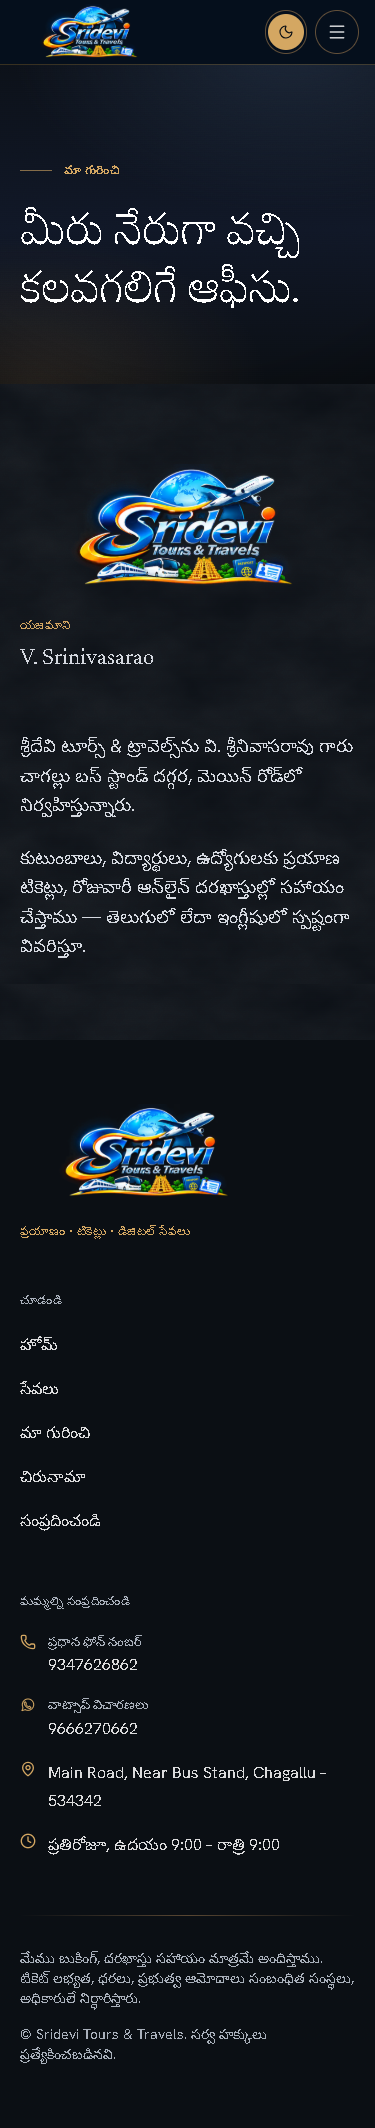 Sridevi
Tours & Travels
మా గురించి
మీరు నేరుగా వచ్చి
కలవగలిగే ఆఫీసు.
Sridevi
Tours & Travels
యజమాని
V. Srinivasarao
శ్రీదేవి టూర్స్ & ట్రావెల్స్‌ను వి. శ్రీనివాసరావు గారు
చాగల్లు బస్ స్టాండ్ దగ్గర, మెయిన్ రోడ్‌లో
నిర్వహిస్తున్నారు.
కుటుంబాలు, విద్యార్థులు, ఉద్యోగులకు ప్రయాణ
టికెట్లు, రోజువారీ ఆన్‌లైన్ దరఖాస్తుల్లో సహాయం
చేస్తాము — తెలుగులో లేదా ఇంగ్లీషులో స్పష్టంగా
వివరిస్తూ.
Sridevi
Tours & Travels
ప్రయాణం • టికెట్లు • డిజిటల్ సేవలు
చూడండి
హోమ్
సేవలు
మా గురించి
చిరునామా
సంప్రదించండి
మమ్మల్ని సంప్రదించండి
ప్రధాన ఫోన్ నంబర్
9347626862
వాట్సాప్ విచారణలు
9666270662
Main Road, Near Bus Stand, Chagallu –
534342
ప్రతిరోజూ, ఉదయం 9:00 – రాత్రి 9:00
మేము బుకింగ్, దరఖాస్తు సహాయం మాత్రమే అందిస్తాము.
టికెట్ లభ్యత, ధరలు, ప్రభుత్వ ఆమోదాలు సంబంధిత సంస్థలు,
అధికారులే నిర్ధారిస్తారు.
© Sridevi Tours & Travels. సర్వ హక్కులు
ప్రత్యేకించబడినవి.